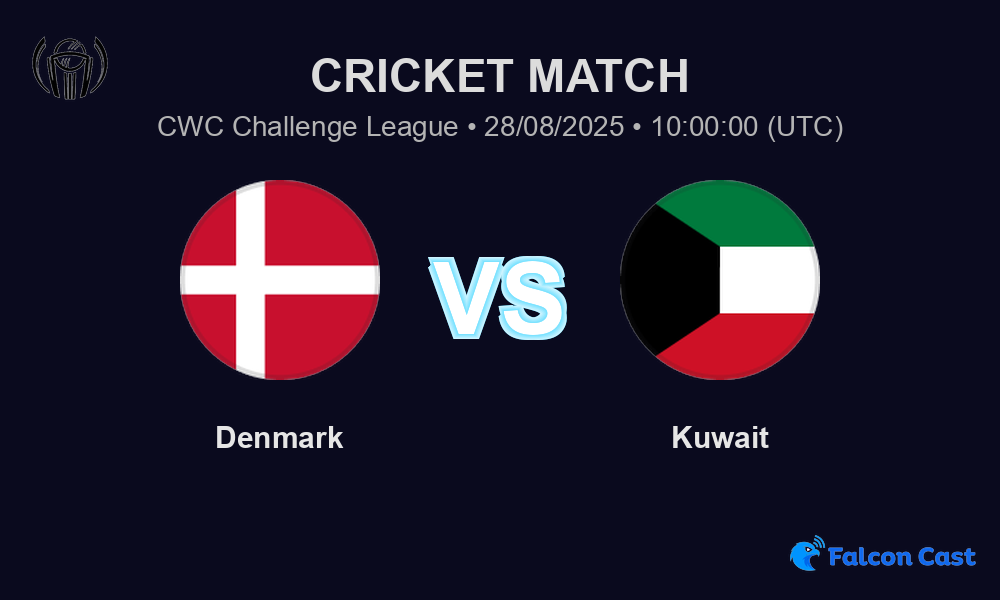 CRICKET MATCH
CWC Challenge League • 28/08/2025 • 10:00:00 (UTC)
VS
Denmark
Kuwait
Falcon Cast